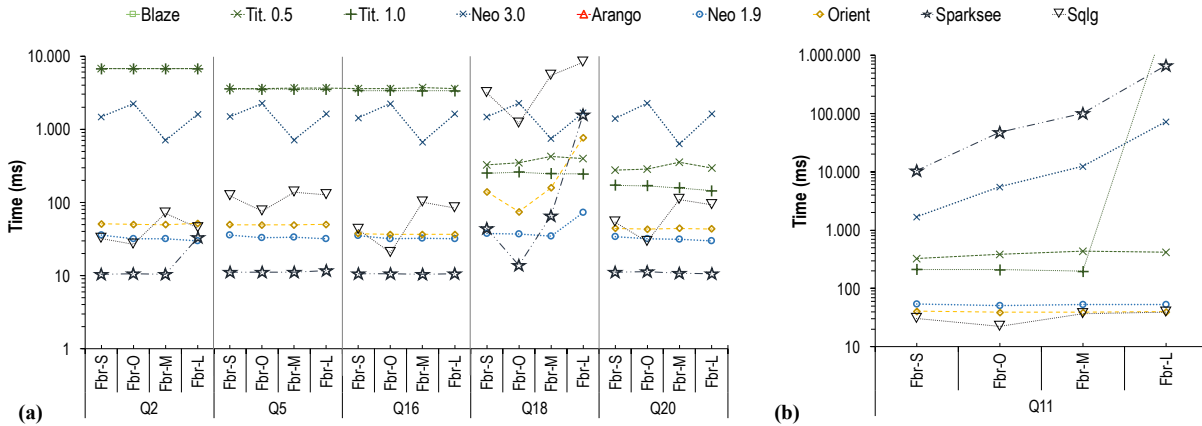 Blaze Tit. 0.5 Tit. 1.0 Neo 3.0 Arango Neo 1.9 Orient Sparksee Sqlg
Time (ms)
10.000
1.000
100
10
1
Fbr-S Fbr-O Fbr-M Fbr-L Fbr-S Fbr-O Fbr-M Fbr-L Fbr-S Fbr-O Fbr-M Fbr-L Fbr-S Fbr-O Fbr-M Fbr-L Fbr-S Fbr-O Fbr-M Fbr-L
Q2 Q5 Q16 Q18 Q20
(a)
Time (ms)
1.000.000
100.000
10.000
1.000
100
10
Fbr-S Fbr-O Fbr-M Fbr-L
Q11
(b)